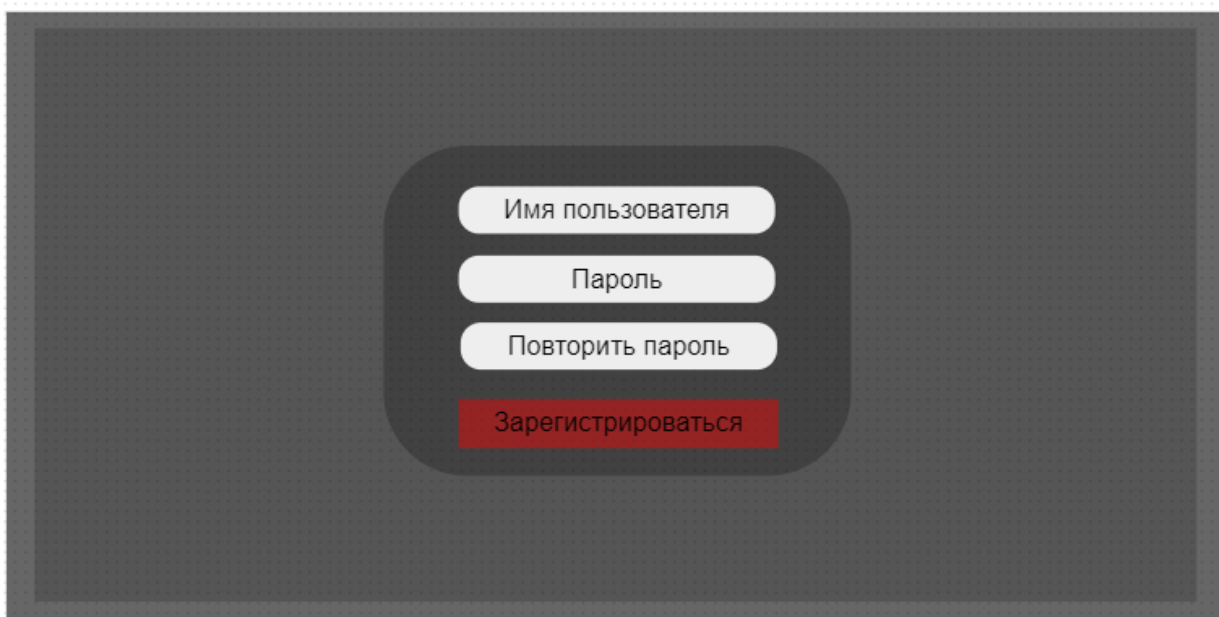 Имя пользователя
Пароль
Повторить пароль
Зарегистрироваться